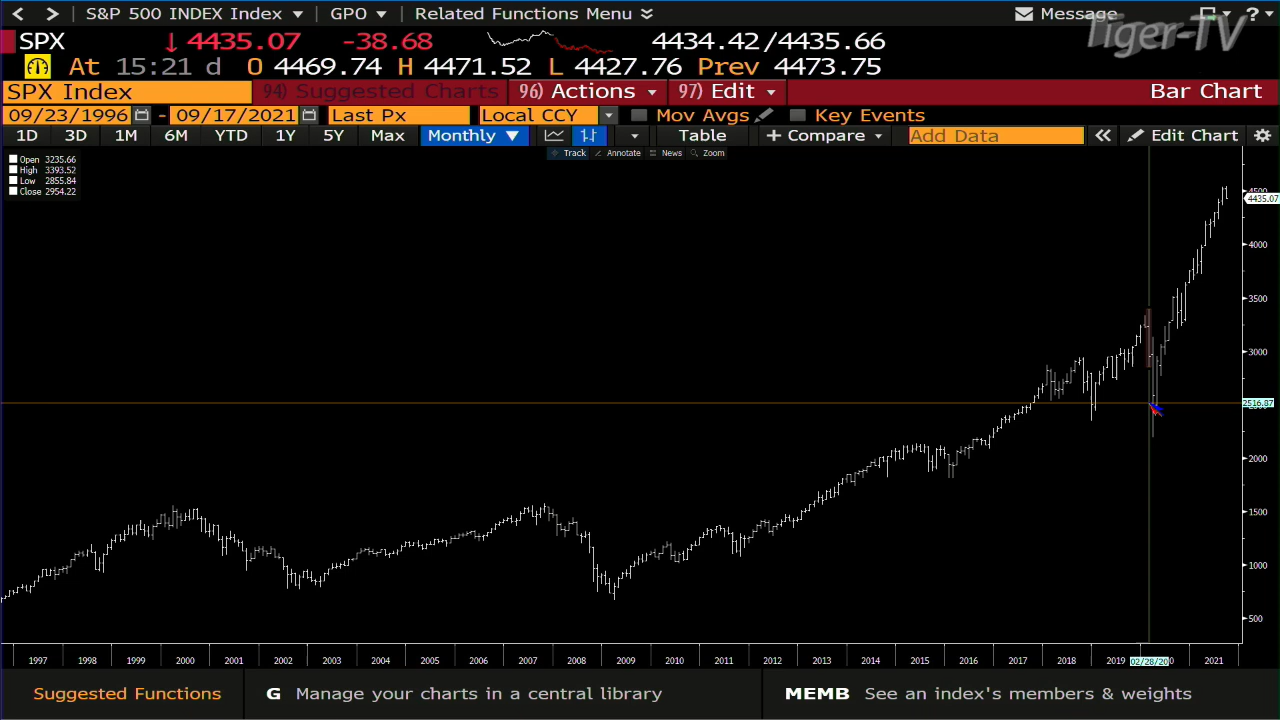 S&P 500 INDEX Index GPO Related Functions Menu Message ?
Tiger-TV
SPX 4435.07 -38.68 4434.42/4435.66
At 15:21 d O 4469.74 H 4471.52 L 4427.76 Prev 4473.75
SPX Index 94) Suggested Charts 96) Actions 97) Edit Bar Chart
09/23/1996 - 09/17/2021 Last Px Local CCY Mov Avgs Key Events
1D 3D 1M 6M YTD 1Y 5Y Max Monthly Table + Compare Add Data Edit Chart
Track Annotate News Zoom
Open 3235.66
High 3393.52
Low 2855.84
Close 2954.22
4500
4435.07
4000
3500
3000
2516.87
2000
1500
1000
500
1997 1998 1999 2000 2001 2002 2003 2004 2005 2006 2007 2008 2009 2010 2011 2012 2013 2014 2015 2016 2017 2018 2019 02/28/20 0 2021
Suggested Functions G Manage your charts in a central library MEMB See an index's members & weights